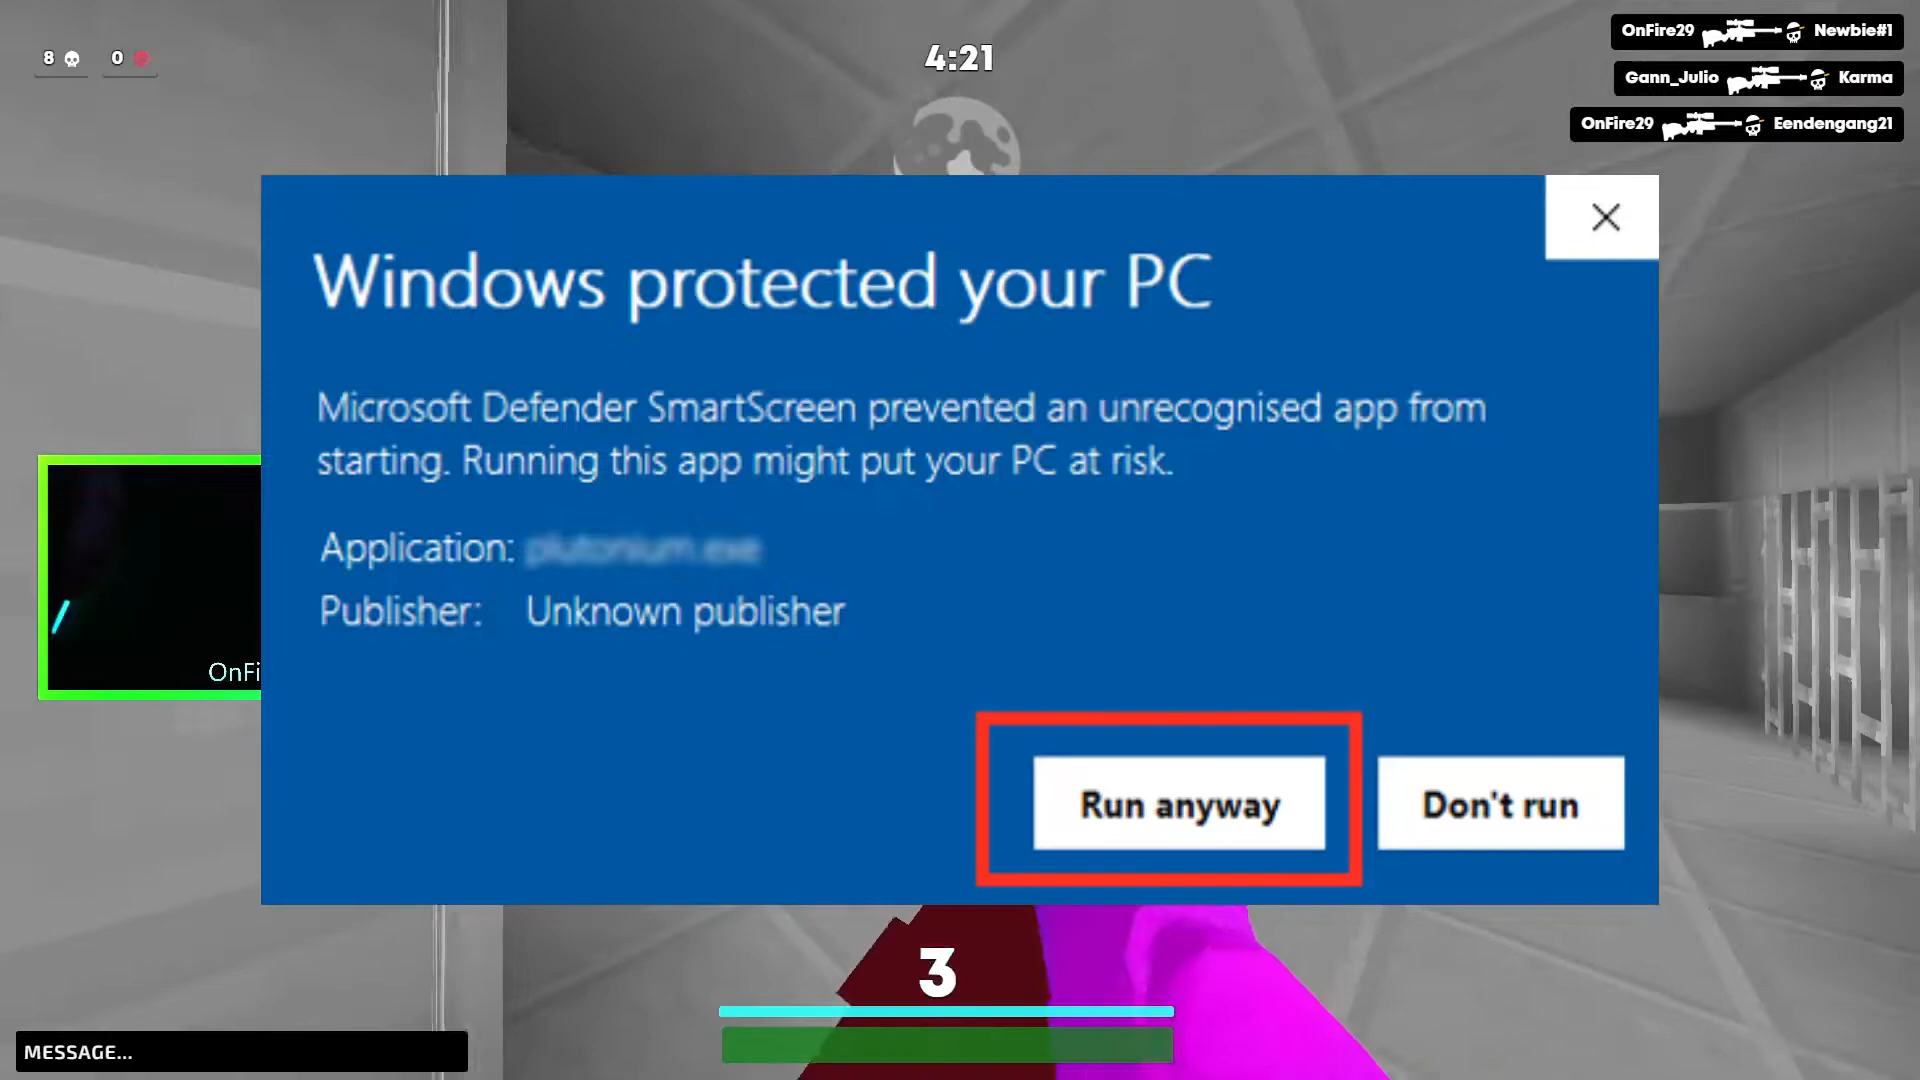 8
0
4:21
OnFire29 Newbie#1
Gann_Julio Karma
OnFire29 Eendengang21
Windows protected your PC
Microsoft Defender SmartScreen prevented an unrecognised app from
starting. Running this app might put your PC at risk.
Application: plutonium.exe
Publisher: Unknown publisher
OnFi
Run anyway
Don't run
3
MESSAGE...